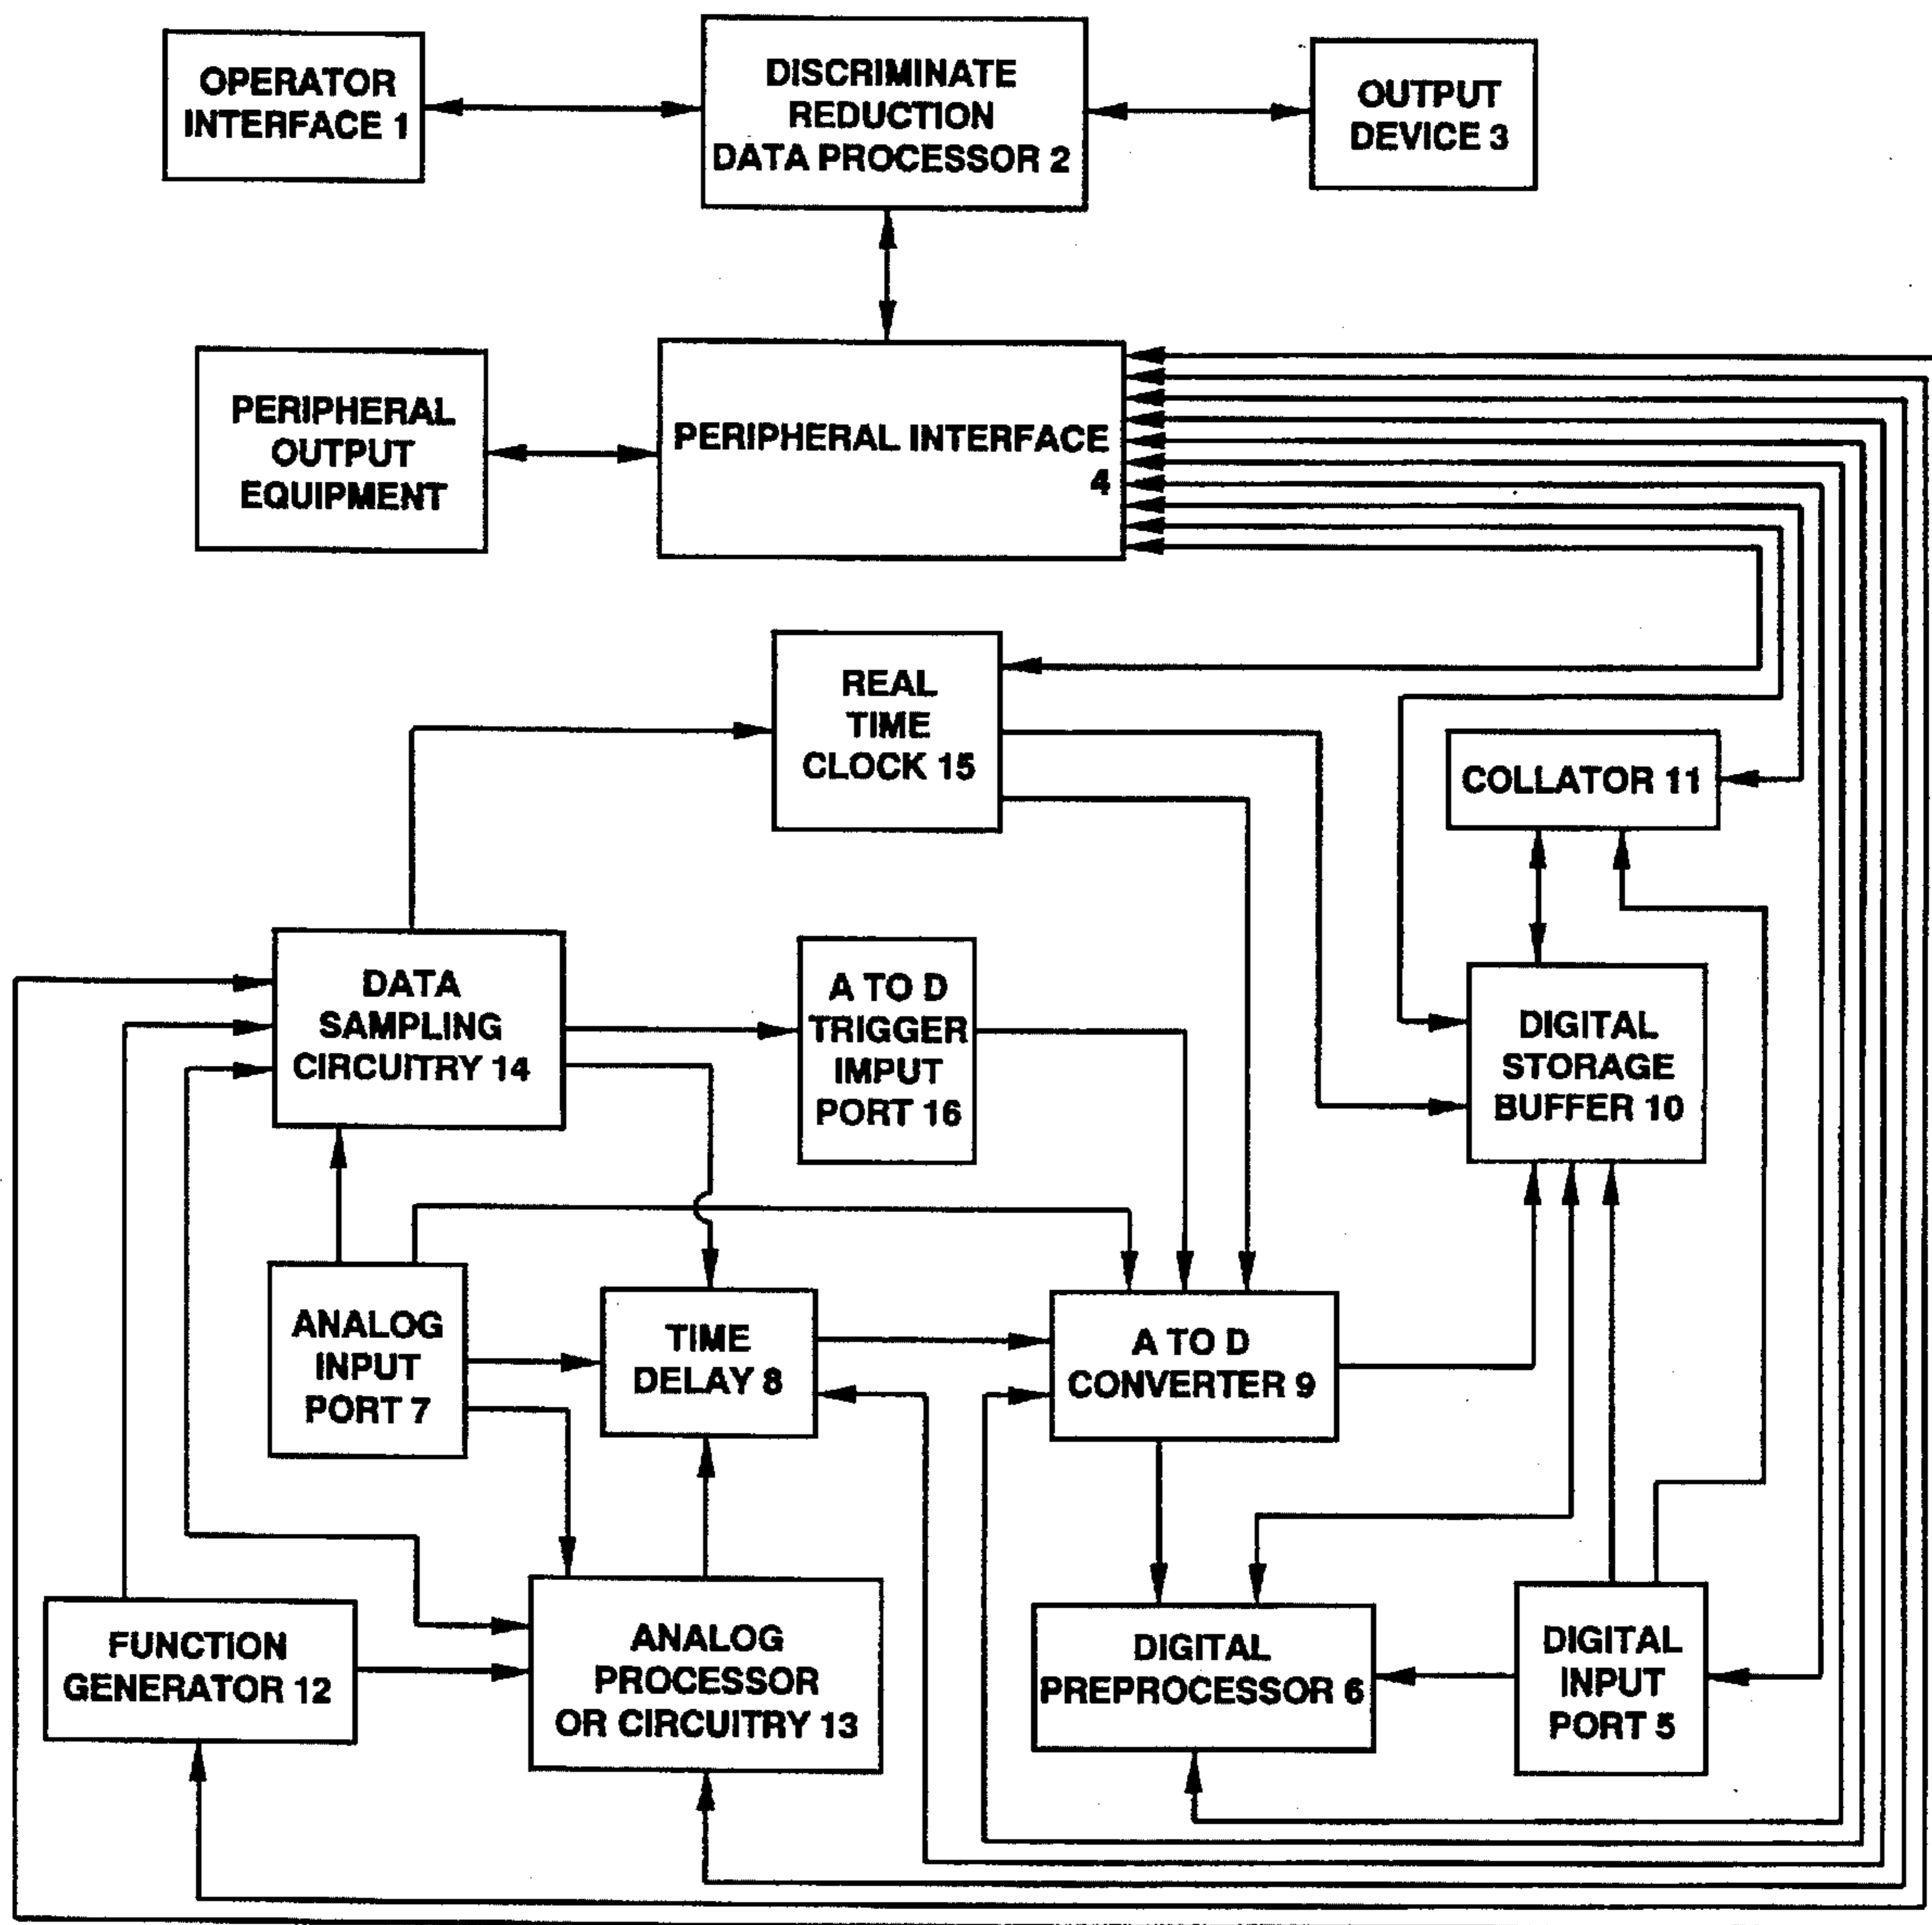 OPERATOR
INTERFACE 1
DISCRIMINATE
REDUCTION
DATA PROCESSOR 2
OUTPUT
DEVICE 3
PERIPHERAL
OUTPUT
EQUIPMENT
PERIPHERAL INTERFACE
4
REAL
TIME
CLOCK 15
COLLATOR 11
DATA
SAMPLING
CIRCUITRY 14
A TO D
TRIGGER
IMPUT
PORT 16
DIGITAL
STORAGE
BUFFER 10
ANALOG
INPUT
PORT 7
TIME
DELAY 8
A TO D
CONVERTER 9
FUNCTION
GENERATOR 12
ANALOG
PROCESSOR
OR CIRCUITRY 13
DIGITAL
PREPROCESSOR 6
DIGITAL
INPUT
PORT 5